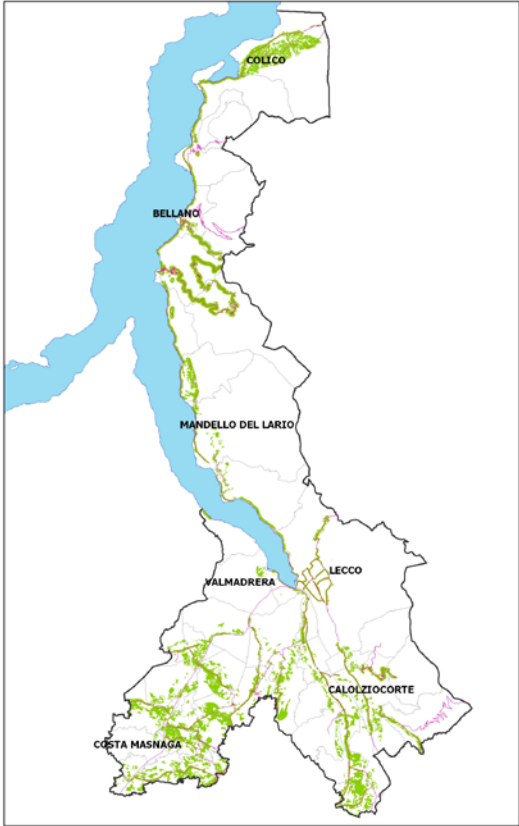 COLICO
BELLANO
MANDELLO DEL LARIO
LECCO
VALMADRERA
CALOLZIOCORTE
COSTA MASNAGA